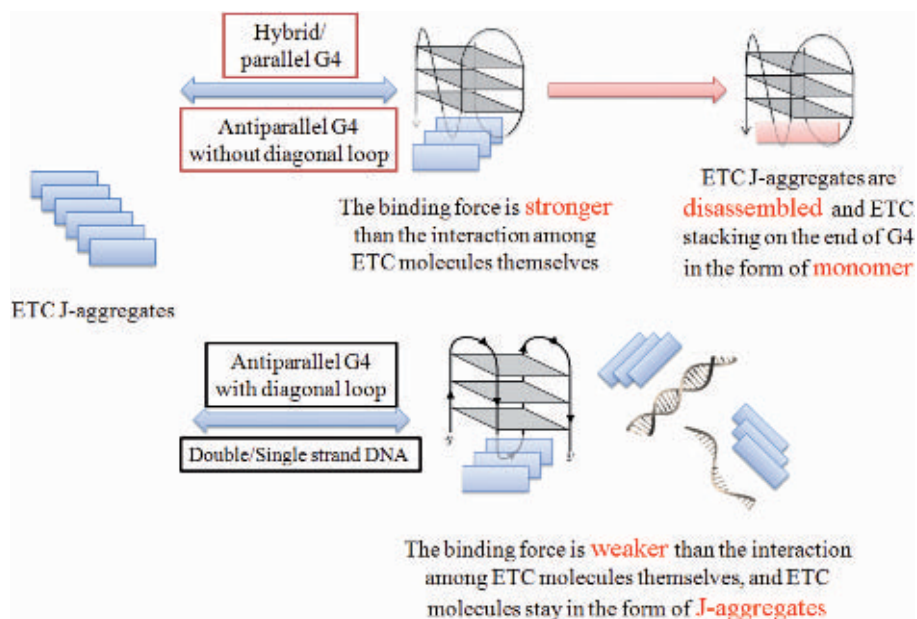 Hybrid/
parallel G4
Antiparallel G4
without diagonal loop
The binding force is stronger
than the interaction among
ETC molecules themselves
ETC J-aggregates are
disassembled and ETC
stacking on the end of G4
in the form of monomer
ETC J-aggregates
Antiparallel G4
with diagonal loop
Double/Single strand DNA
The binding force is weaker than the interaction
among ETC molecules themselves, and ETC
molecules stay in the form of J-aggregates